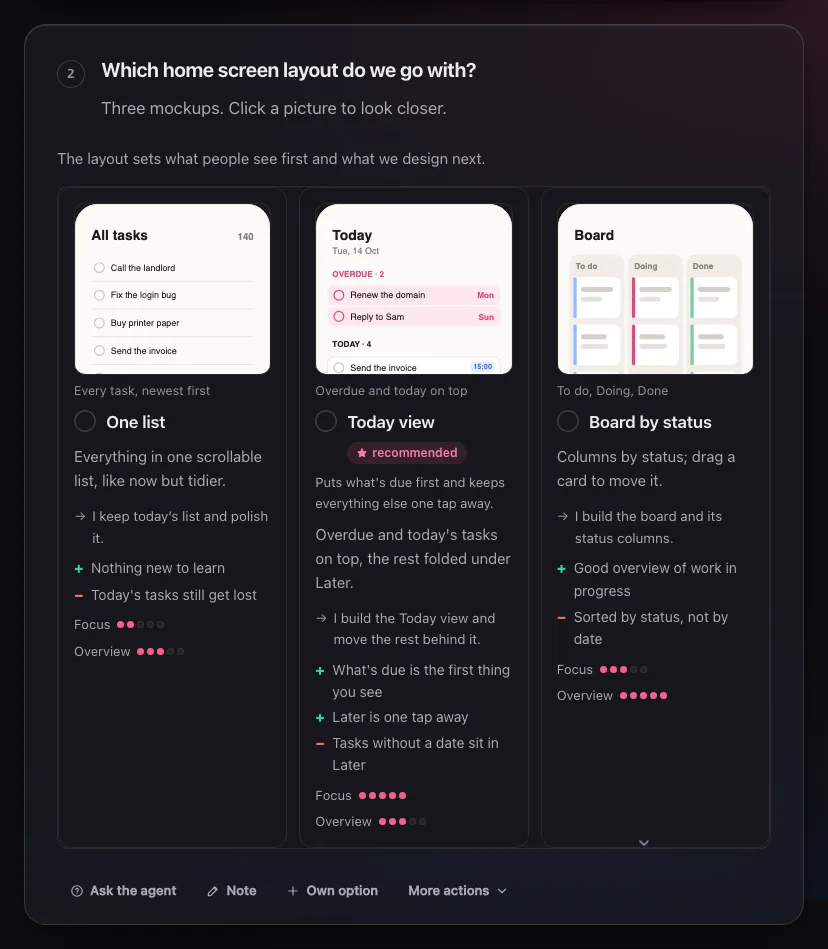 2
Which home screen layout do we go with?
Three mockups. Click a picture to look closer.
The layout sets what people see first and what we design next.
All tasks 140
Call the landlord
Fix the login bug
Buy printer paper
Send the invoice
Every task, newest first
One list
Everything in one scrollable
list, like now but tidier.
→ I keep today's list and polish
it.
+ Nothing new to learn
− Today's tasks still get lost
Focus
Overview
Today
Tue, 14 Oct
OVERDUE · 2
Renew the domain Mon
Reply to Sam Sun
TODAY · 4
Send the invoice 15:00
Overdue and today on top
Today view
★ recommended
Puts what's due first and keeps
everything else one tap away.
Overdue and today's tasks
on top, the rest folded under
Later.
→ I build the Today view and
move the rest behind it.
+ What's due is the first thing
you see
+ Later is one tap away
− Tasks without a date sit in
Later
Focus
Overview
Board
To do Doing Done
To do, Doing, Done
Board by status
Columns by status; drag a
card to move it.
→ I build the board and its
status columns.
+ Good overview of work in
progress
− Sorted by status, not by
date
Focus
Overview
Ask the agent Note + Own option More actions